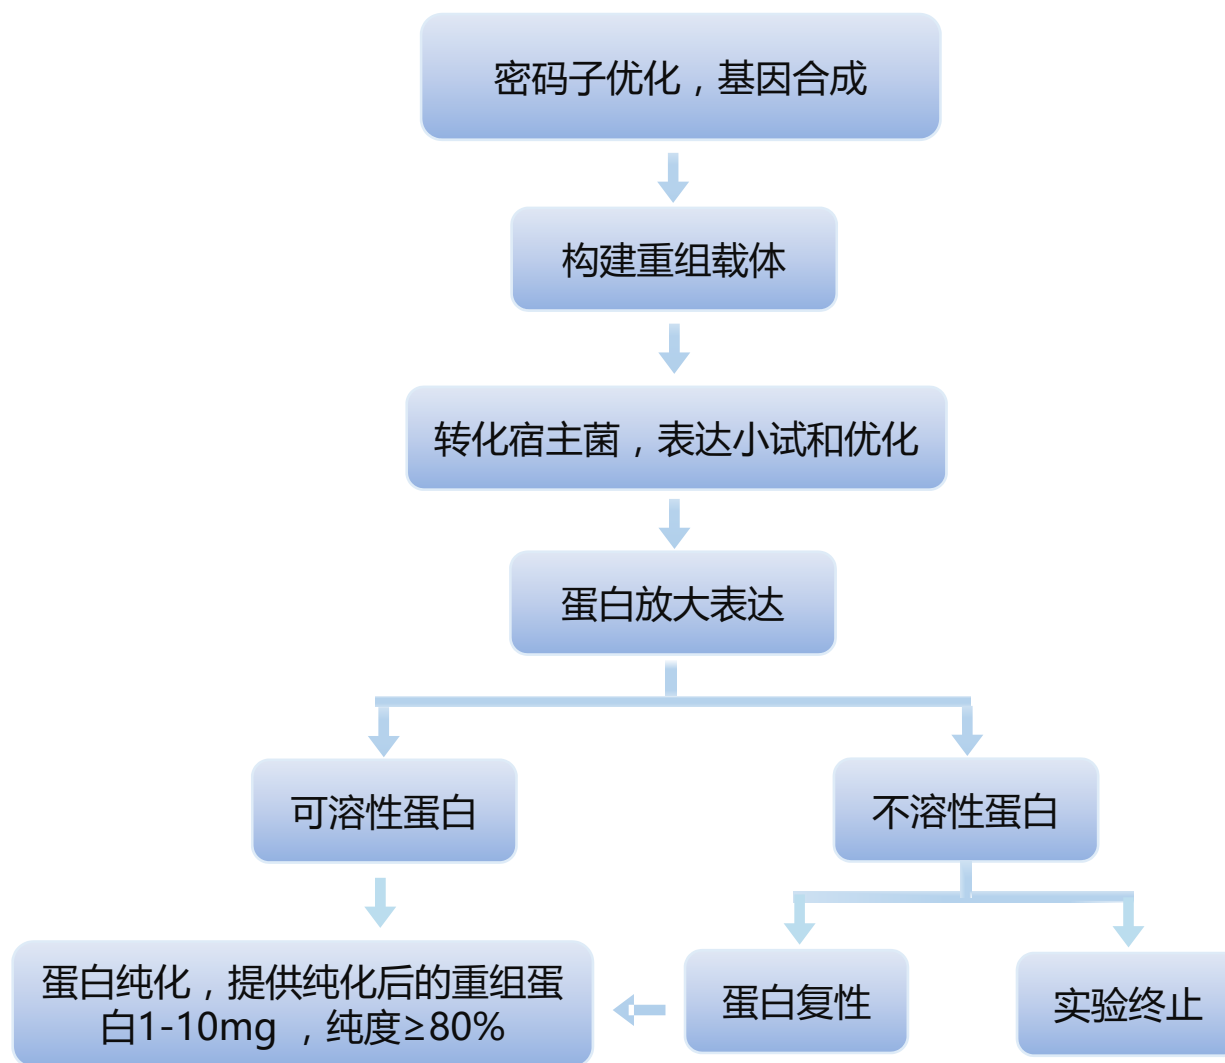 密码子优化，基因合成
构建重组载体
转化宿主菌，表达小试和优化
蛋白放大表达
可溶性蛋白
不溶性蛋白
蛋白纯化，提供纯化后的重组蛋
白1-10mg ，纯度≥80%
蛋白复性
实验终止